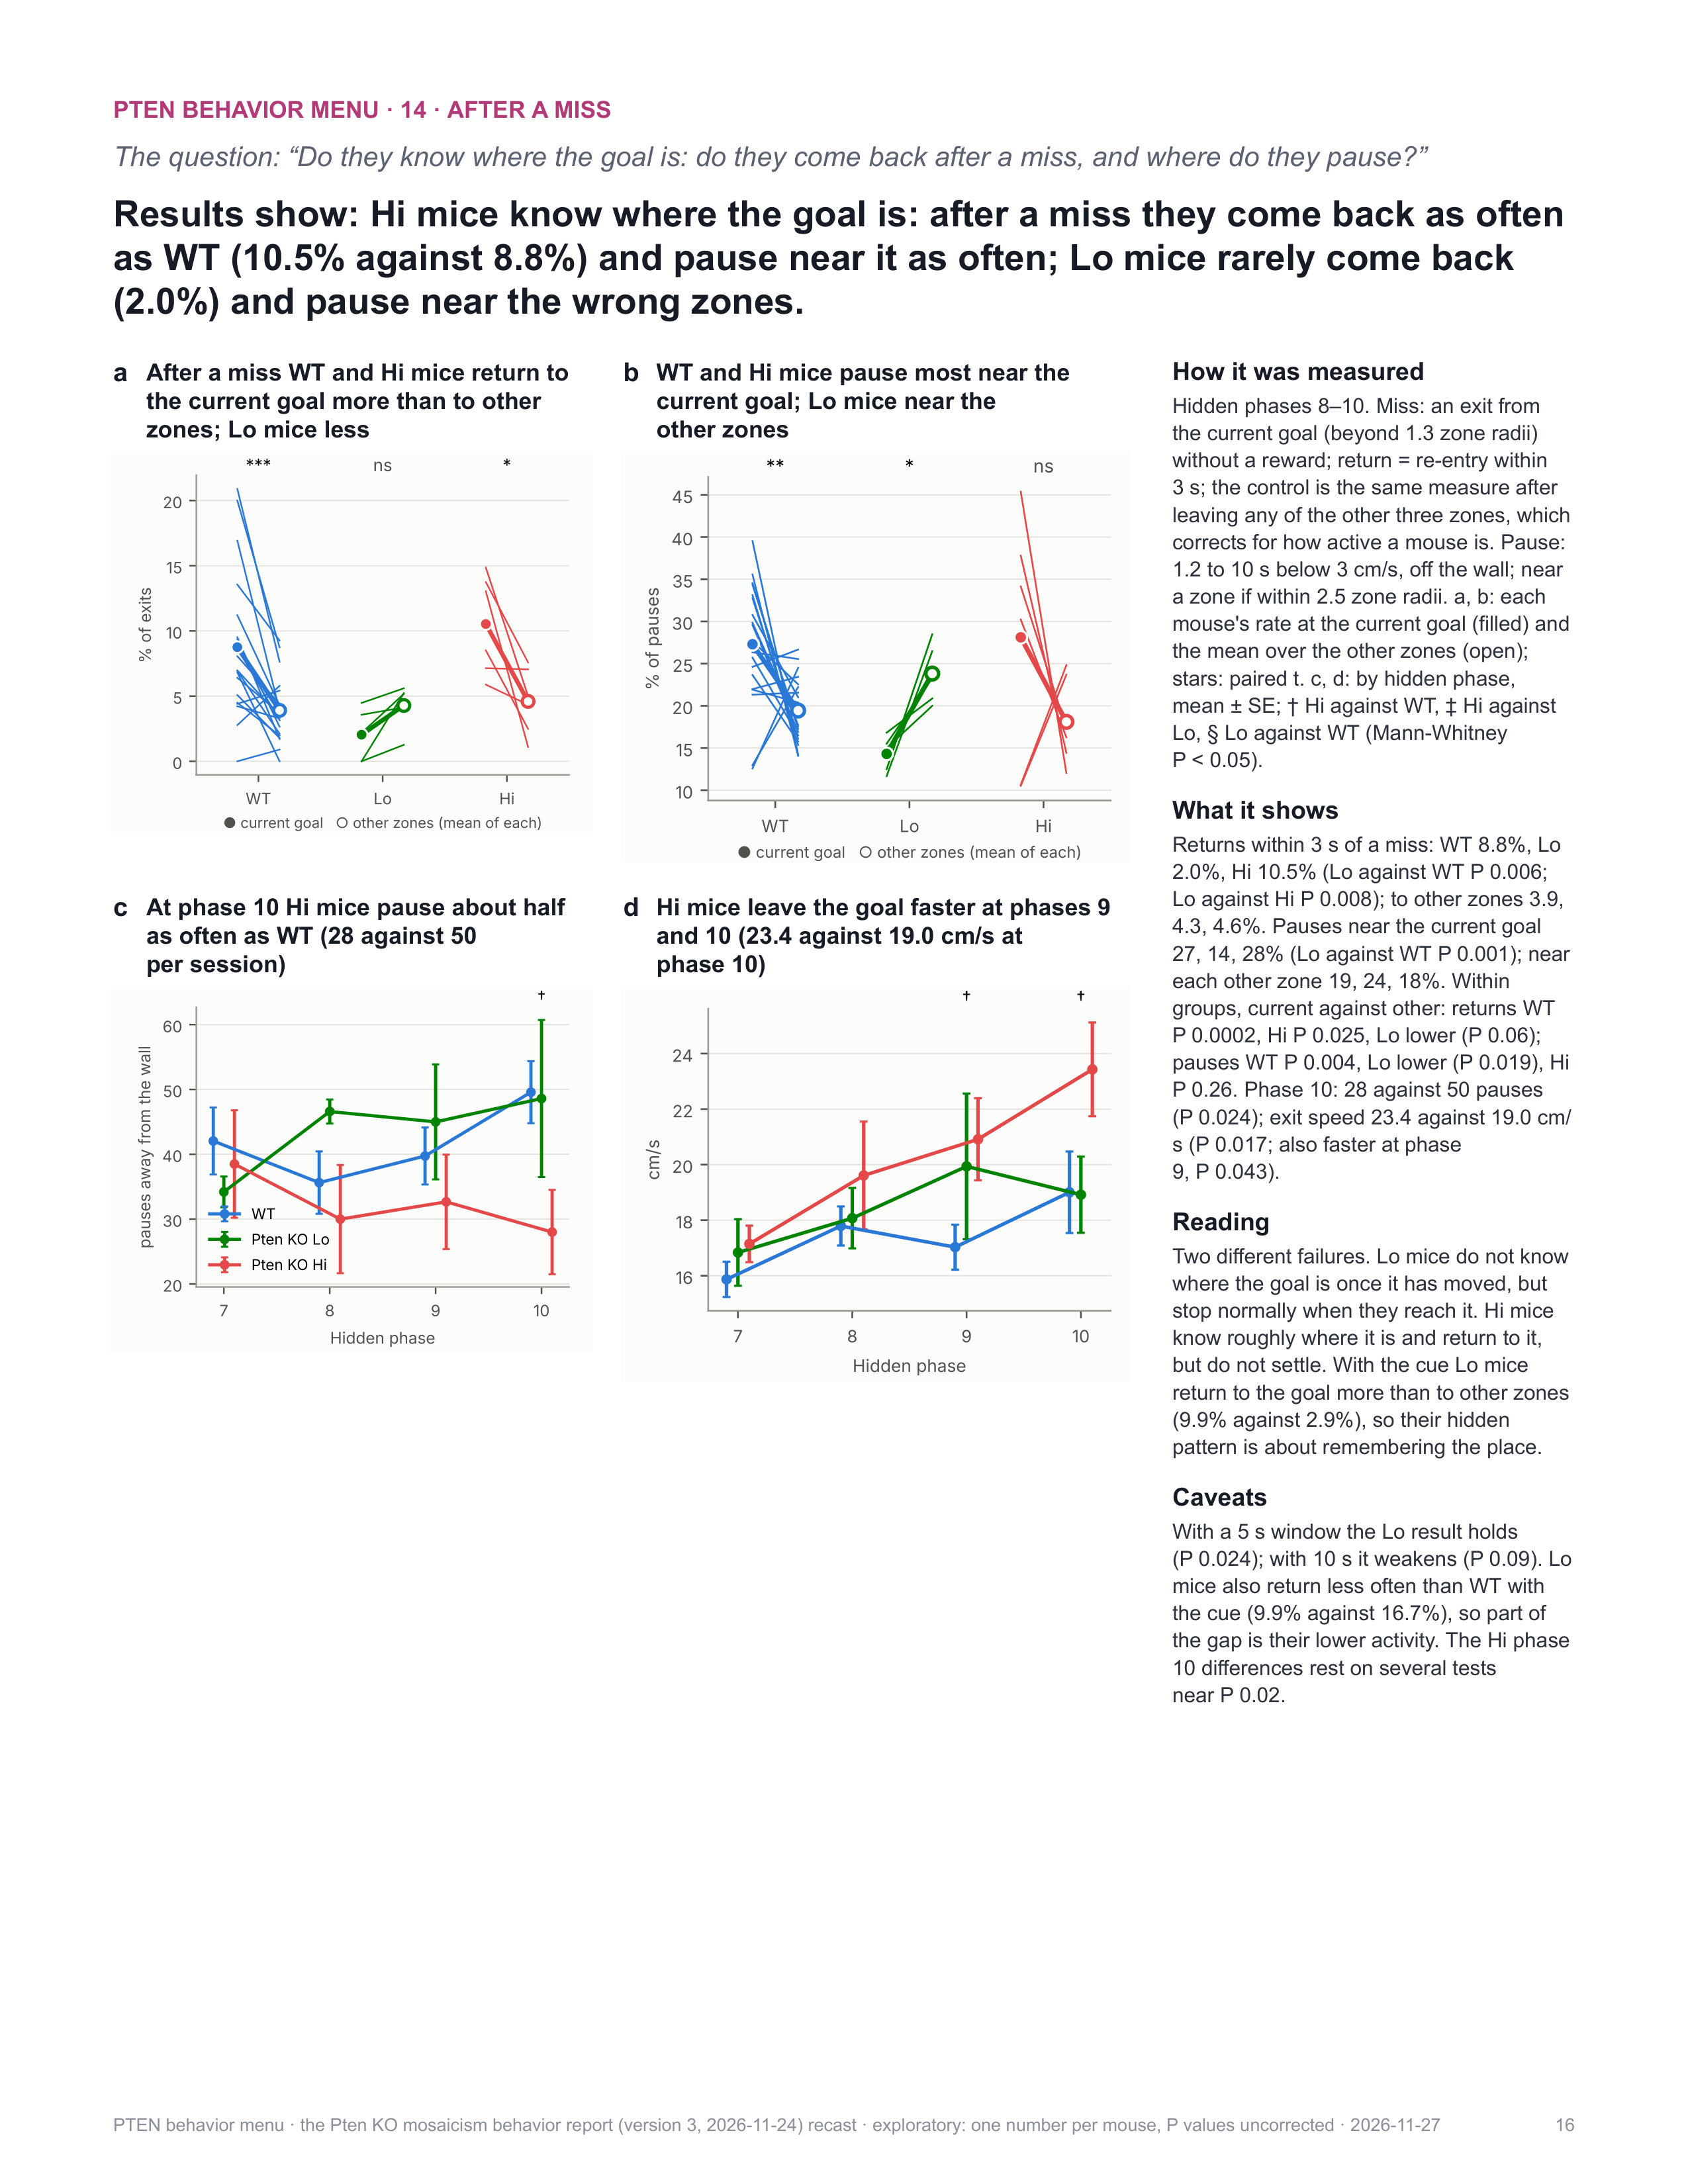 PTEN BEHAVIOR MENU · 14 · AFTER A MISS
The question: “Do they know where the goal is: do they come back after a miss, and where do they pause?”
Results show: Hi mice know where the goal is: after a miss they come back as often
as WT (10.5% against 8.8%) and pause near it as often; Lo mice rarely come back
(2.0%) and pause near the wrong zones.
a After a miss WT and Hi mice return to
the current goal more than to other
zones; Lo mice less
*** ns *
% of exits
20
15
10
5
0
WT Lo Hi
current goal other zones (mean of each)
b WT and Hi mice pause most near the
current goal; Lo mice near the
other zones
** * ns
% of pauses
45
40
35
30
25
20
15
10
WT Lo Hi
current goal other zones (mean of each)
c At phase 10 Hi mice pause about half
as often as WT (28 against 50
per session)
†
pauses away from the wall
60
50
40
30
20
WT
Pten KO Lo
Pten KO Hi
7 8 9 10
Hidden phase
d Hi mice leave the goal faster at phases 9
and 10 (23.4 against 19.0 cm/s at
phase 10)
† †
cm/s
24
22
20
18
16
7 8 9 10
Hidden phase
How it was measured
Hidden phases 8–10. Miss: an exit from
the current goal (beyond 1.3 zone radii)
without a reward; return = re-entry within
3 s; the control is the same measure after
leaving any of the other three zones, which
corrects for how active a mouse is. Pause:
1.2 to 10 s below 3 cm/s, off the wall; near
a zone if within 2.5 zone radii. a, b: each
mouse's rate at the current goal (filled) and
the mean over the other zones (open);
stars: paired t. c, d: by hidden phase,
mean ± SE; † Hi against WT, ‡ Hi against
Lo, § Lo against WT (Mann-Whitney
P < 0.05).
What it shows
Returns within 3 s of a miss: WT 8.8%, Lo
2.0%, Hi 10.5% (Lo against WT P 0.006;
Lo against Hi P 0.008); to other zones 3.9,
4.3, 4.6%. Pauses near the current goal
27, 14, 28% (Lo against WT P 0.001); near
each other zone 19, 24, 18%. Within
groups, current against other: returns WT
P 0.0002, Hi P 0.025, Lo lower (P 0.06);
pauses WT P 0.004, Lo lower (P 0.019), Hi
P 0.26. Phase 10: 28 against 50 pauses
(P 0.024); exit speed 23.4 against 19.0 cm/
s (P 0.017; also faster at phase
9, P 0.043).
Reading
Two different failures. Lo mice do not know
where the goal is once it has moved, but
stop normally when they reach it. Hi mice
know roughly where it is and return to it,
but do not settle. With the cue Lo mice
return to the goal more than to other zones
(9.9% against 2.9%), so their hidden
pattern is about remembering the place.
Caveats
With a 5 s window the Lo result holds
(P 0.024); with 10 s it weakens (P 0.09). Lo
mice also return less often than WT with
the cue (9.9% against 16.7%), so part of
the gap is their lower activity. The Hi phase
10 differences rest on several tests
near P 0.02.
PTEN behavior menu · the Pten KO mosaicism behavior report (version 3, 2026-11-24) recast · exploratory: one number per mouse, P values uncorrected · 2026-11-27 16